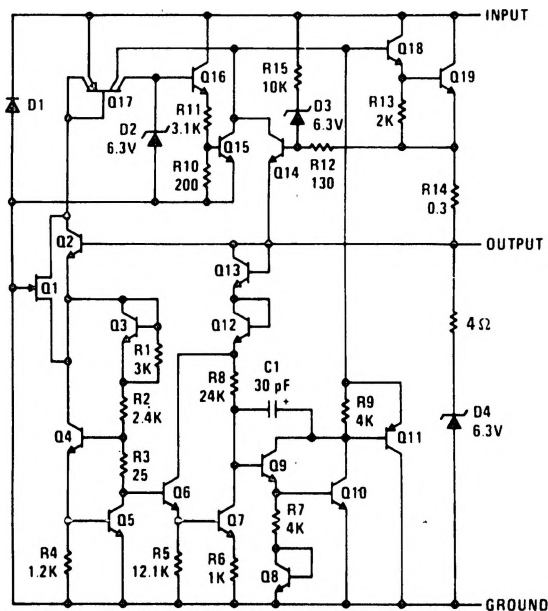 INPUT
Q18
Q19
R15
10K
Q16
Q17
D1
R11
3.1K
D3
6.3V
R13
2K
D2
6.3V
Q15
R10
200
Q14
R12
130
R14
0.3
Q2
OUTPUT
Q1
Q13
Q3
Q12
4Ω
R1
3K
C1
30 pF
+
R8
24K
R2
2.4K
R9
4K
D4
6.3V
Q4
Q11
R3
25
Q9
Q6
Q10
Q5
Q7
R7
4K
R4
1.2K
R5
12.1K
R6
1K
Q8
GROUND